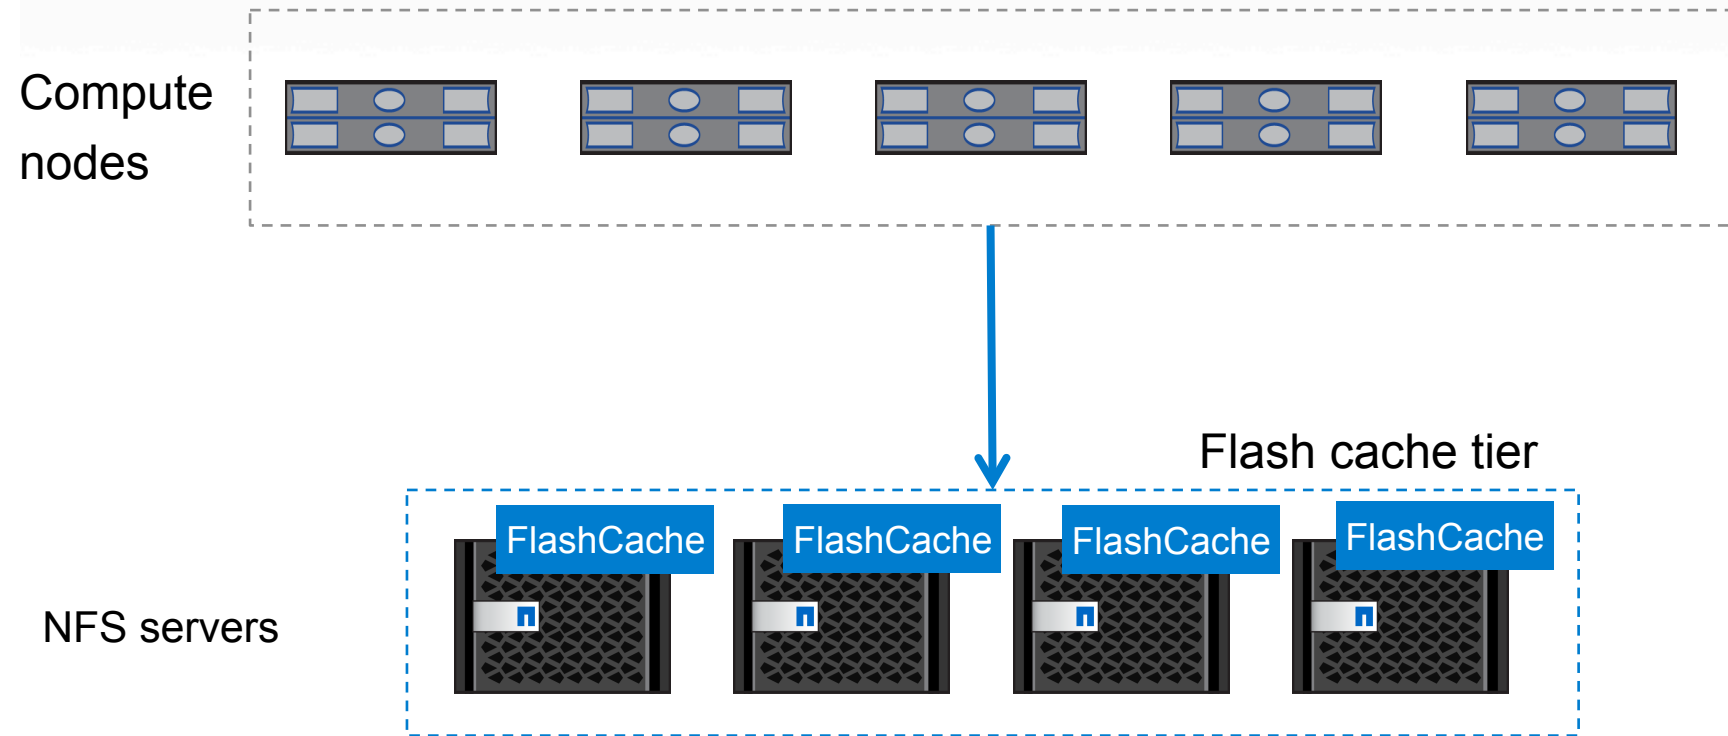 Compute
nodes
Flash cache tier
FlashCache
FlashCache
FlashCache
FlashCache
NFS servers